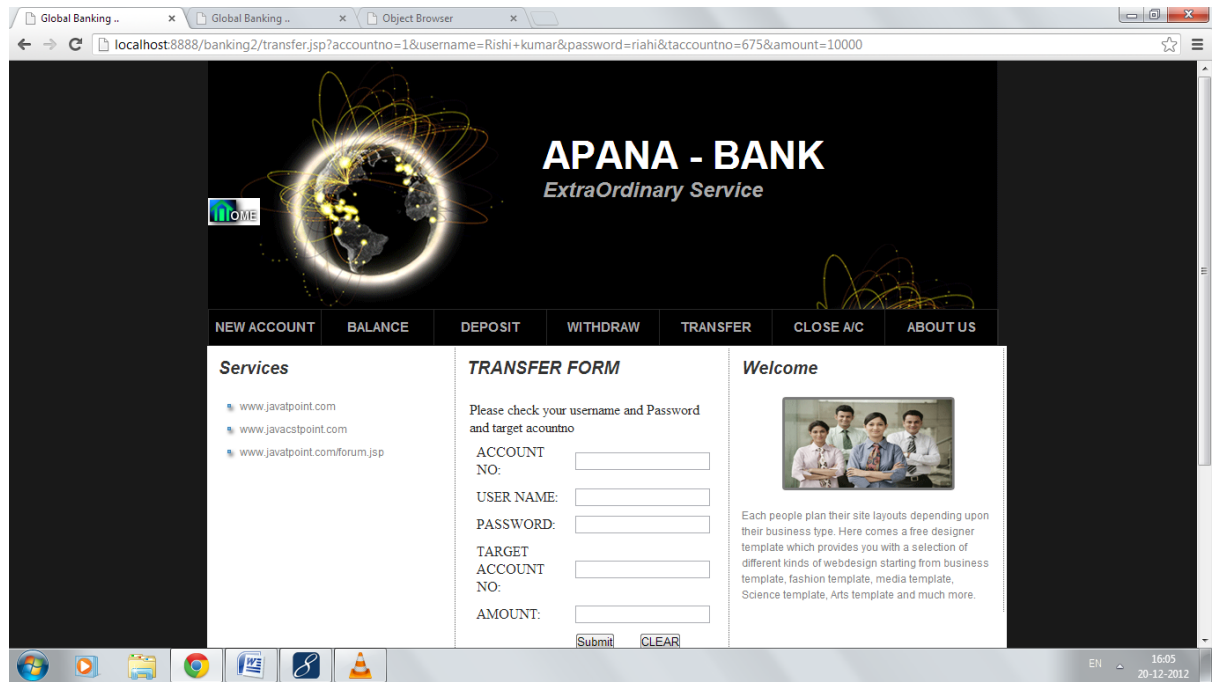 Global Banking ..
Global Banking ..
Object Browser
localhost:8888/banking2/transfer.jsp?accountno=1&username=Rishi+kumar&password=riahi&taccountno=675&amount=10000
APANA - BANK
ExtraOrdinary Service
HOME
NEW ACCOUNT BALANCE DEPOSIT WITHDRAW TRANSFER CLOSE A/C ABOUT US
Services
www.javatpoint.com
www.javacstpoint.com
www.javatpoint.com/forum.jsp
TRANSFER FORM
Please check your username and Password
and target acountno
ACCOUNT
NO:
USER NAME:
PASSWORD:
TARGET
ACCOUNT
NO:
AMOUNT:
Submit CLEAR
Welcome
Each people plan their site layouts depending upon
their business type. Here comes a free designer
template which provides you with a selection of
different kinds of webdesign starting from business
template, fashion template, media template,
Science template, Arts template and much more.
EN
16:05
20-12-2012